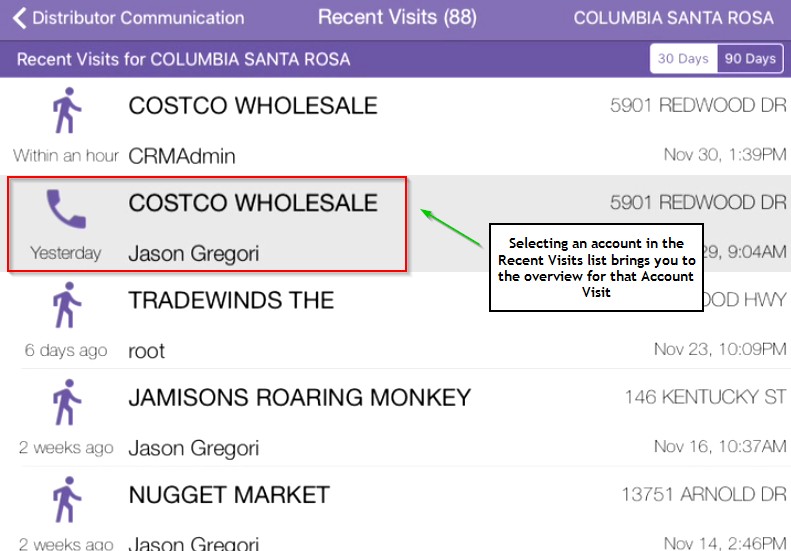 Distributor Communication Recent Visits (88) COLUMBIA SANTA ROSA
Recent Visits for COLUMBIA SANTA ROSA 30 Days 90 Days
COSTCO WHOLESALE 5901 REDWOOD DR
Within an hour CRMAdmin Nov 30, 1:39PM
COSTCO WHOLESALE 5901 REDWOOD DR
Yesterday Jason Gregori 29, 9:04AM
Selecting an account in the
Recent Visits list brings you to
the overview for that Account
Visit
TRADEWINDS THE HWY
6 days ago root Nov 23, 10:09PM
JAMISONS ROARING MONKEY 146 KENTUCKY ST
2 weeks ago Jason Gregori Nov 16, 10:37AM
NUGGET MARKET 13751 ARNOLD DR
2 weeks ago Jason Gregori Nov 14, 2:46PM